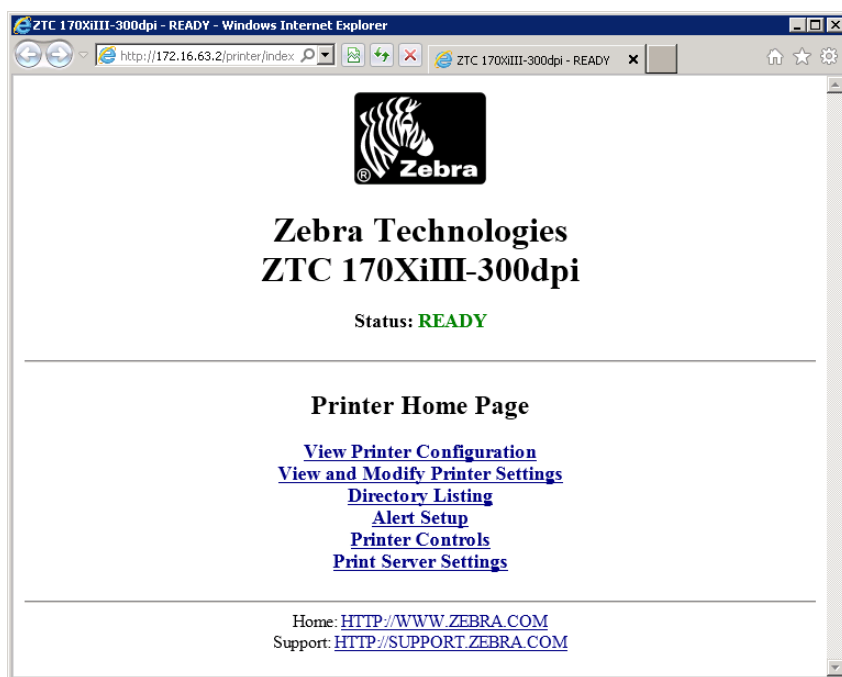 ZTC 170XiIII-300dpi - READY - Windows Internet Explorer
http://172.16.63.2/printer/index
ZTC 170XiIII-300dpi - READY
Zebra
®
Zebra Technologies
ZTC 170XiIII-300dpi
Status: READY
Printer Home Page
View Printer Configuration
View and Modify Printer Settings
Directory Listing
Alert Setup
Printer Controls
Print Server Settings
Home: HTTP://WWW.ZEBRA.COM
Support: HTTP://SUPPORT.ZEBRA.COM